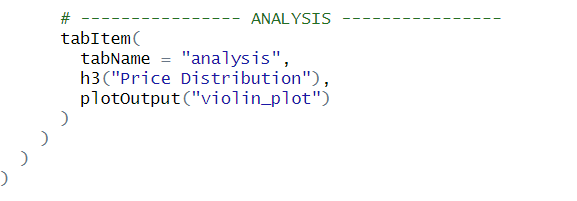 # ---------------- ANALYSIS ----------------
tabItem(
tabName = "analysis",
h3("Price Distribution"),
plotOutput("violin_plot")
)
)
)
)